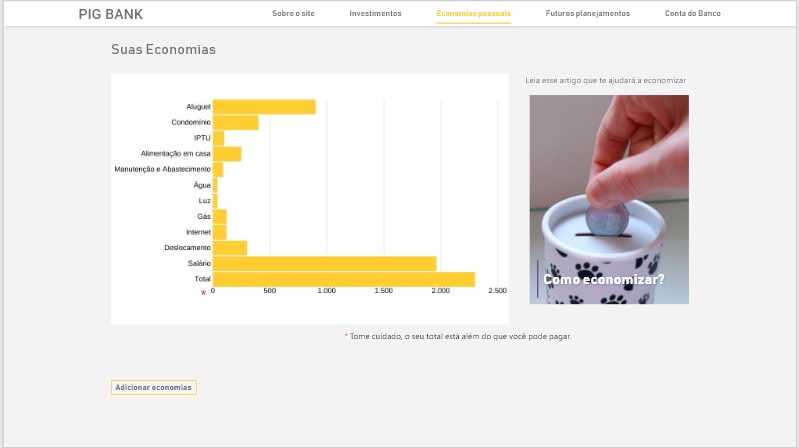 PIG BANK
Sobre o site
Investimentos
Economias pessoais
Futuros planejamentos
Conta do Banco
Suas Economias
Leia esse artigo que te ajudará a economizar
Aluguel
Condomínio
IPTU
Alimentação em casa
Manutenção e Abastecimento
Água
Luz
Gás
Internet
Deslocamento
Salário
Total
* 0 500 1.000 1.500 2.000 2.500
Como economizar?
* Tome cuidado, o seu total está além do que você pode pagar.
Adicionar economias